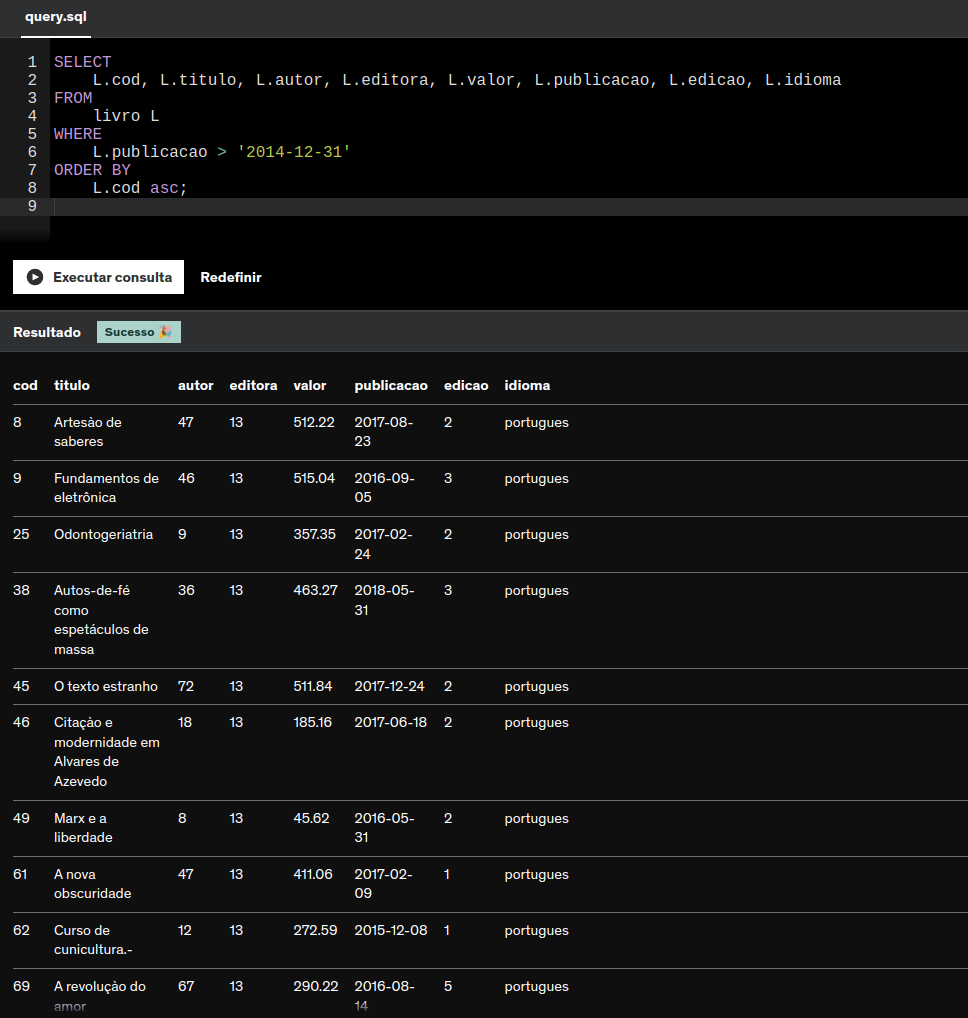 query.sql
1 SELECT
2 L.cod, L.titulo, L.autor, L.editora, L.valor, L.publicacao, L.edicao, L.idioma
3 FROM
4 livro L
5 WHERE
6 L.publicacao > '2014-12-31'
7 ORDER BY
8 L.cod asc;
9
Executar consulta Redefinir
Resultado Sucesso 🎉
cod titulo autor editora valor publicacao edicao idioma
8 Artesào de 47 13 512.22 2017-08- 2 portugues
saberes 23
9 Fundamentos de 46 13 515.04 2016-09- 3 portugues
eletrônica 05
25 Odontogeriatria 9 13 357.35 2017-02- 2 portugues
24
38 Autos-de-fé 36 13 463.27 2018-05- 3 portugues
como 31
espetáculos de
massa
45 O texto estranho 72 13 511.84 2017-12-24 2 portugues
46 Citaçào e 18 13 185.16 2017-06-18 2 portugues
modernidade em
Alvares de
Azevedo
49 Marx e a 8 13 45.62 2016-05- 2 portugues
liberdade 31
61 A nova 47 13 411.06 2017-02- 1 portugues
obscuridade 09
62 Curso de 12 13 272.59 2015-12-08 1 portugues
cunicultura.-
69 A revoluçào do 67 13 290.22 2016-08- 5 portugues
amor 14